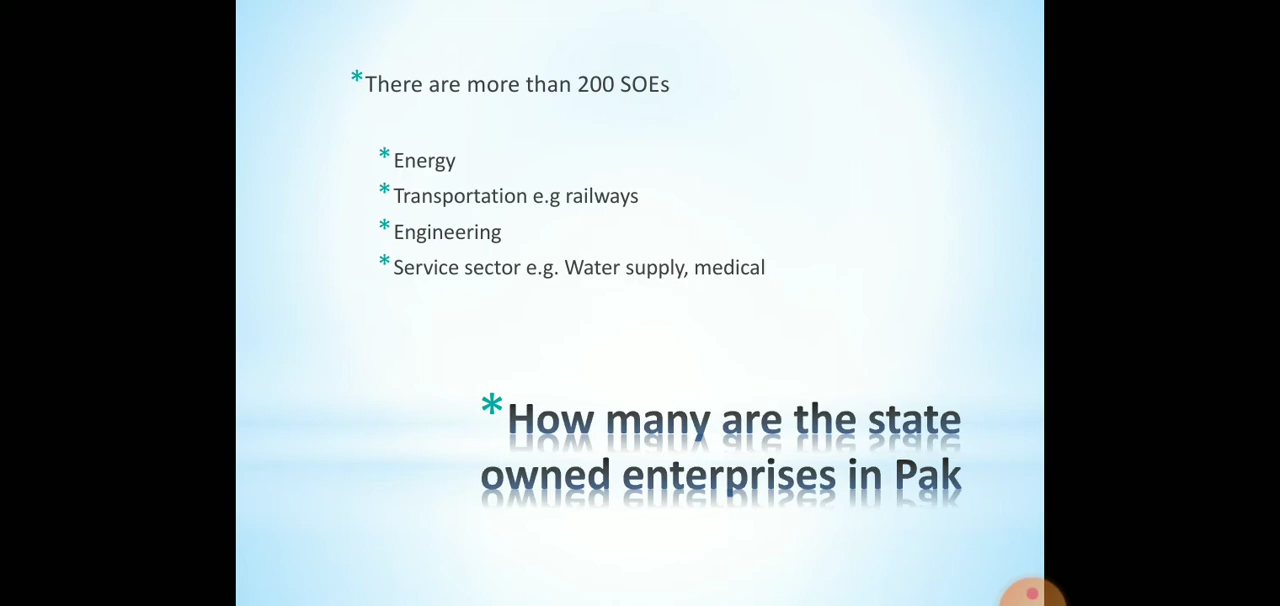 *There are more than 200 SOEs
*Energy
*Transportation e.g railways
*Engineering
*Service sector e.g. Water supply, medical
*How many are the state
owned enterprises in Pak